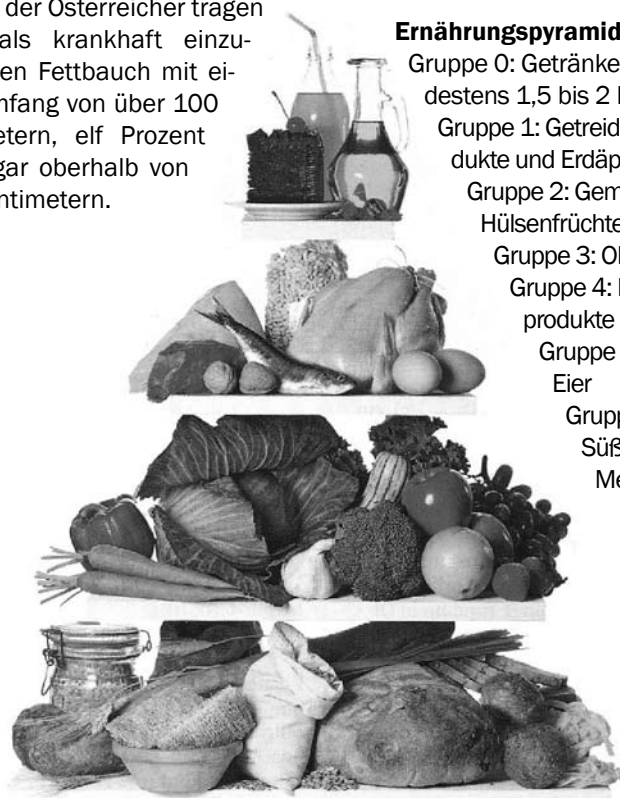 der Österreicher tragen
als krankhaft einzu-
en Fettbauch mit ei-
nfang von über 100
etern, elf Prozent
gar oberhalb von
ntimetern.
Ernährungspyramid
Gruppe 0: Getränke
destens 1,5 bis 2 l
Gruppe 1: Getreid
dukte und Erdäp
Gruppe 2: Gem
Hülsenfrüchte
Gruppe 3: O
Gruppe 4:
produkte
Gruppe
Eier
Grupp
Süß
Me